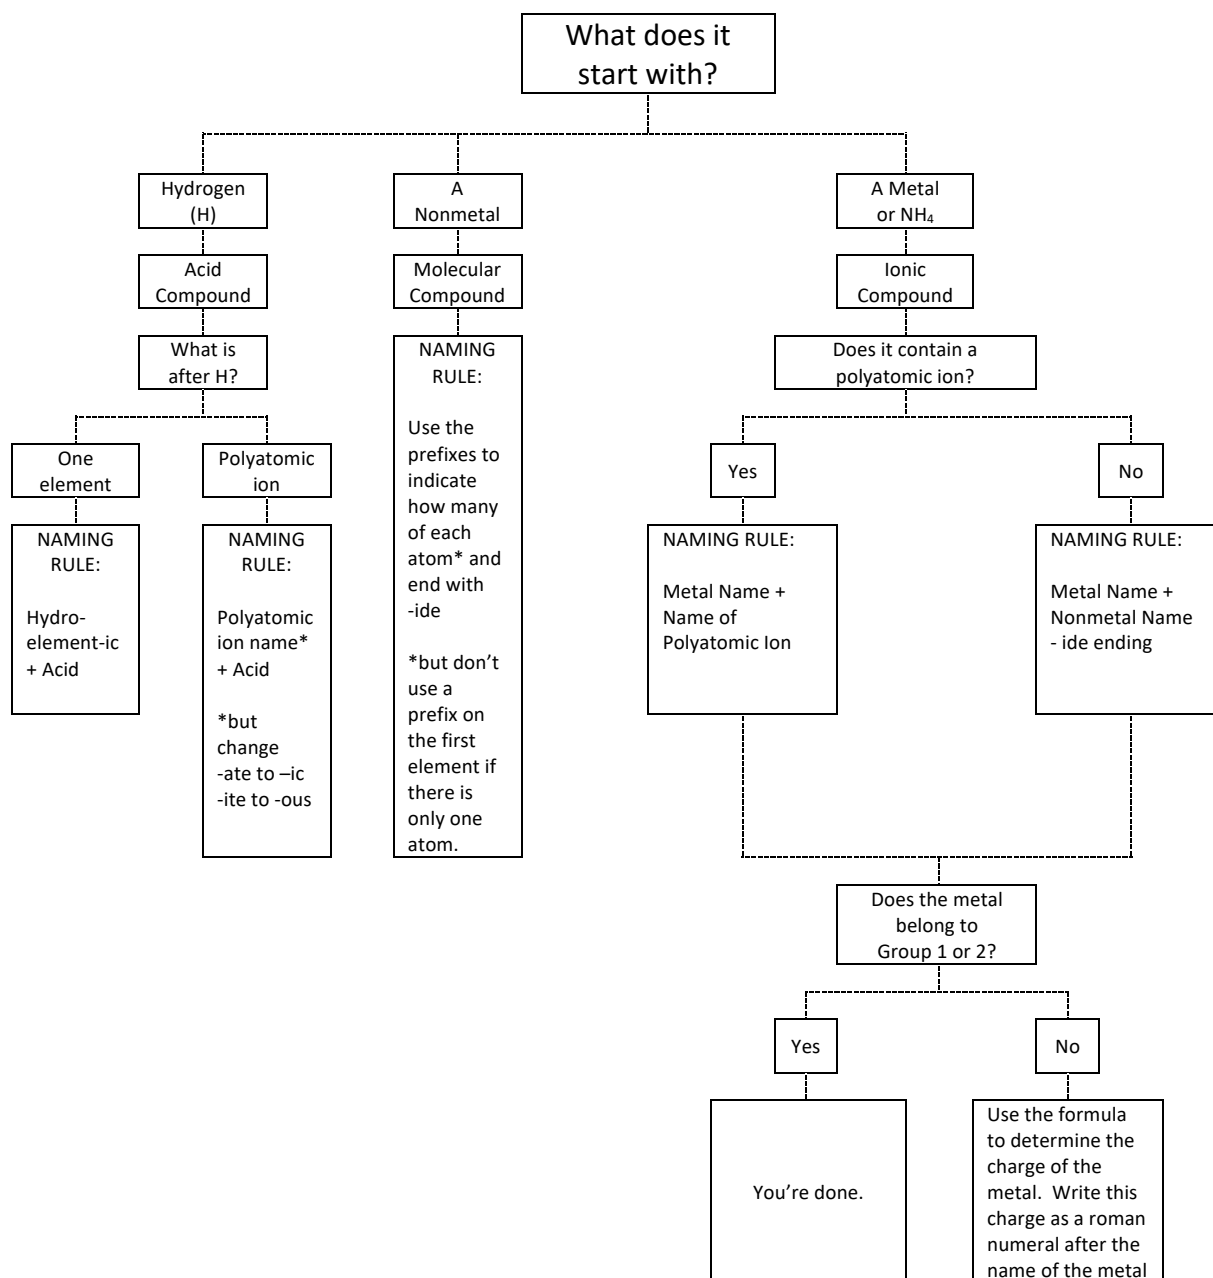 What does it
start with?
Hydrogen
(H)
A
Nonmetal
A Metal
or NH₄
Acid
Compound
Molecular
Compound
Ionic
Compound
What is
after H?
NAMING
RULE:
Use the
prefixes to
indicate
how many
of each
atom* and
end with
-ide
*but don’t
use a
prefix on
the first
element if
there is
only one
atom.
Does it contain a
polyatomic ion?
One
element
Polyatomic
ion
Yes
No
NAMING
RULE:
Hydro-
element-ic
+ Acid
NAMING
RULE:
Polyatomic
ion name*
+ Acid
*but
change
-ate to –ic
-ite to -ous
NAMING RULE:
Metal Name +
Name of
Polyatomic Ion
NAMING RULE:
Metal Name +
Nonmetal Name
- ide ending
Does the metal
belong to
Group 1 or 2?
Yes
No
You’re done.
Use the formula
to determine the
charge of the
metal.  Write this
charge as a roman
numeral after the
name of the metal